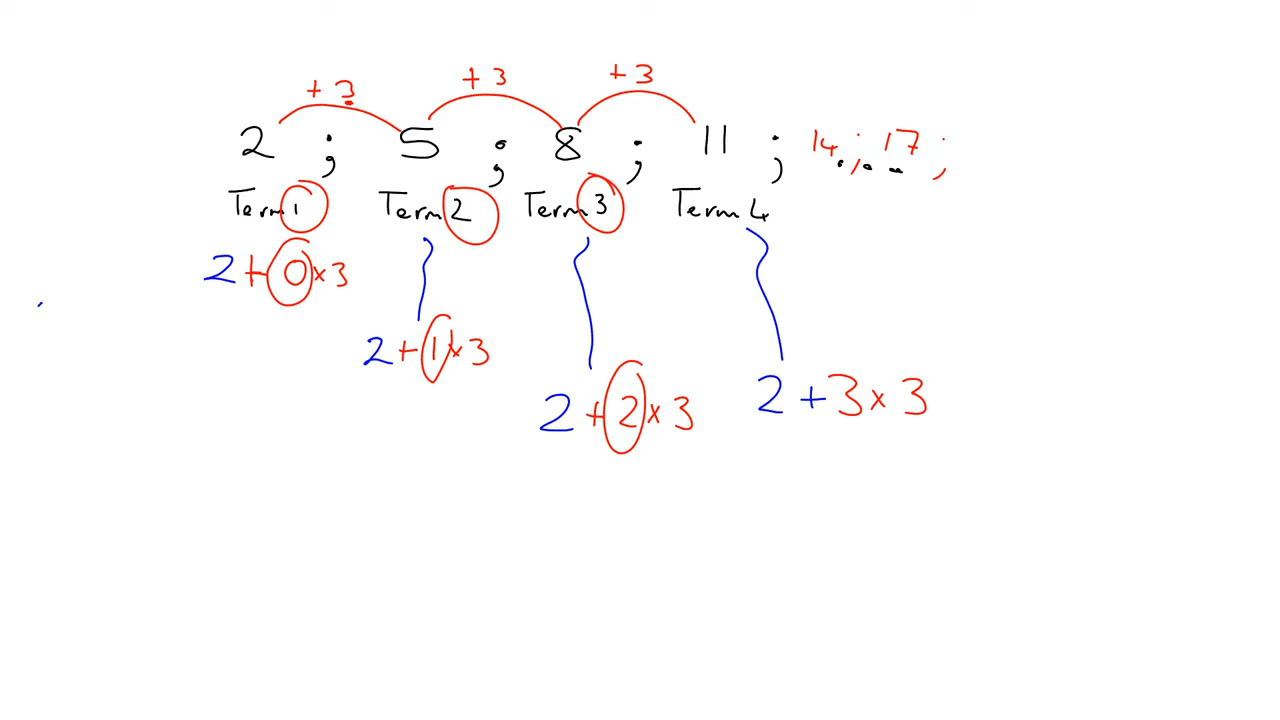 +3 +3 +3
2 ; 5 ; 8 ; 11 ; 14 ; 17 ;
Term 1 Term 2 Term 3 Term 4
2 + 0 × 3
2 + 1 × 3
2 + 2 × 3 2 + 3 × 3